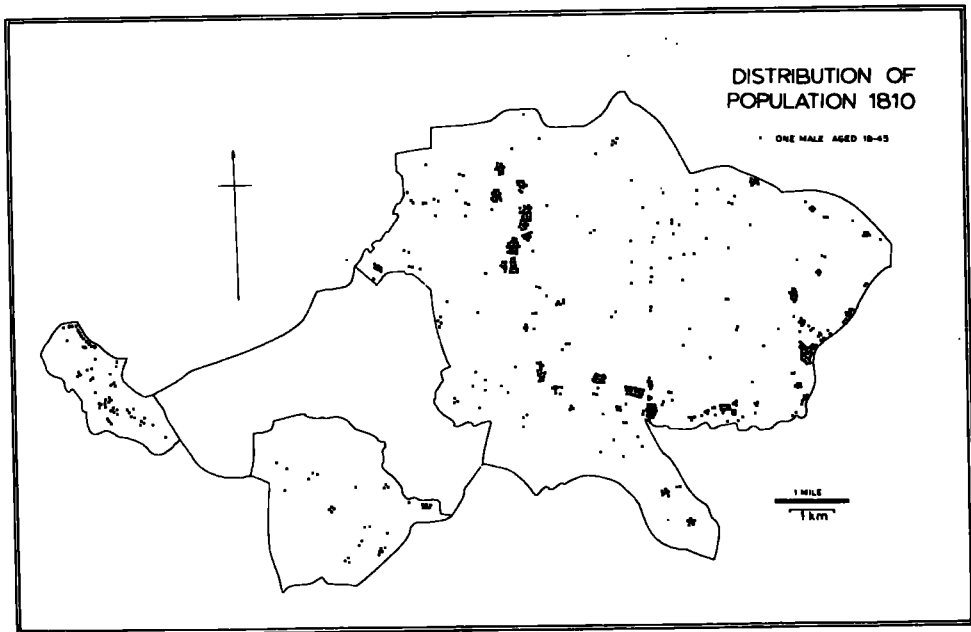 DISTRIBUTION OF
POPULATION 1810
ONE MALE AGED 18-45
1 MILE
1 km